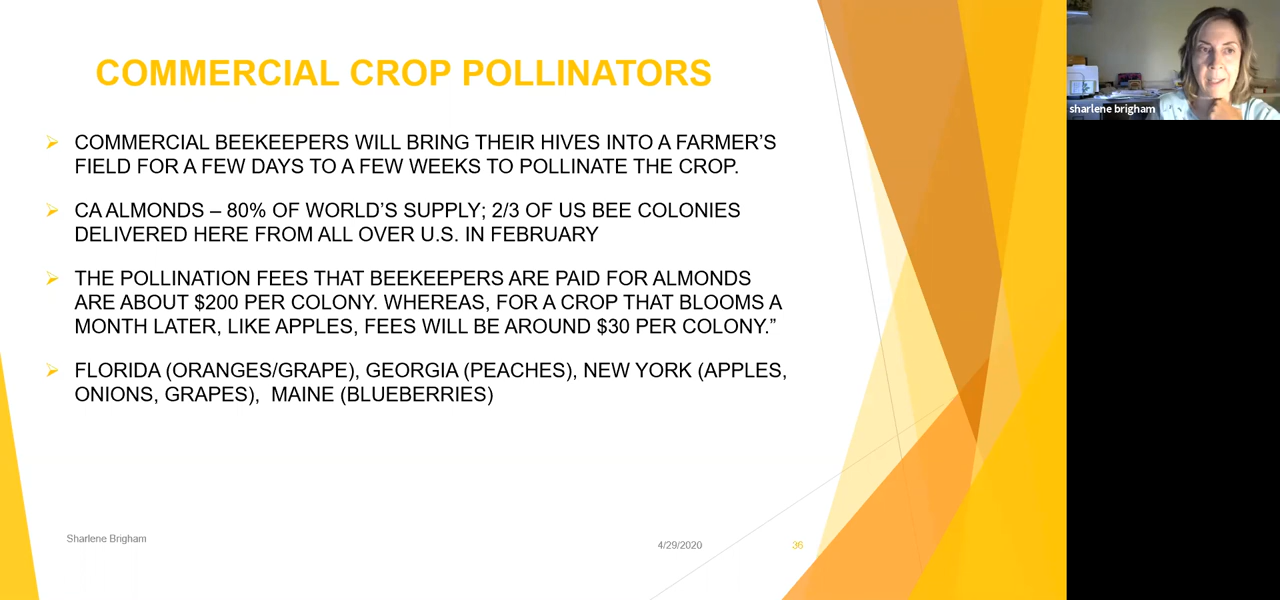 COMMERCIAL CROP POLLINATORS
COMMERCIAL BEEKEEPERS WILL BRING THEIR HIVES INTO A FARMER’S
FIELD FOR A FEW DAYS TO A FEW WEEKS TO POLLINATE THE CROP.
CA ALMONDS – 80% OF WORLD’S SUPPLY; 2/3 OF US BEE COLONIES
DELIVERED HERE FROM ALL OVER U.S. IN FEBRUARY
THE POLLINATION FEES THAT BEEKEEPERS ARE PAID FOR ALMONDS
ARE ABOUT $200 PER COLONY. WHEREAS, FOR A CROP THAT BLOOMS A
MONTH LATER, LIKE APPLES, FEES WILL BE AROUND $30 PER COLONY.”
FLORIDA (ORANGES/GRAPE), GEORGIA (PEACHES), NEW YORK (APPLES,
ONIONS, GRAPES), MAINE (BLUEBERRIES)
Sharlene Brigham
4/29/2020
36
sharlene brigham